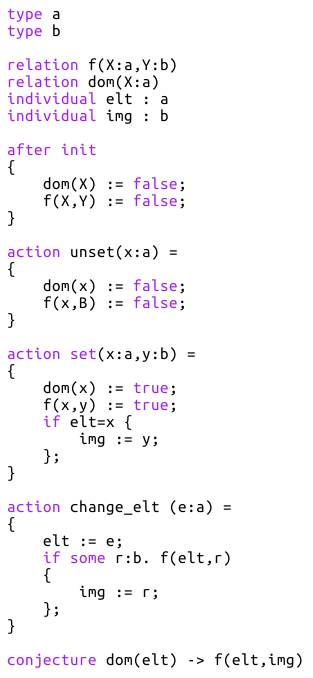 type a
type b

relation f(X:a,Y:b)
relation dom(X:a)
individual elt : a
individual img : b

after init
{
    dom(X) := false;
    f(X,Y) := false;
}

action unset(x:a) =
{
    dom(x) := false;
    f(x,B) := false;
}

action set(x:a,y:b) =
{
    dom(x) := true;
    f(x,y) := true;
    if elt=x {
        img := y;
    };
}

action change_elt (e:a) =
{
    elt := e;
    if some r:b. f(elt,r)
    {
        img := r;
    };
}

conjecture dom(elt) -> f(elt,img)